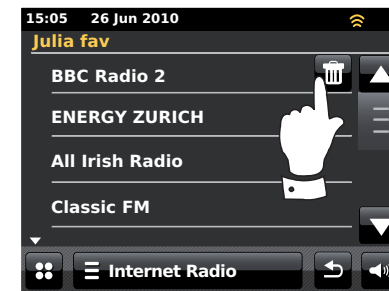 15:05 26 Jun 2010
Julia fav
BBC Radio 2
ENERGY ZURICH
All Irish Radio
Classic FM
Internet Radio